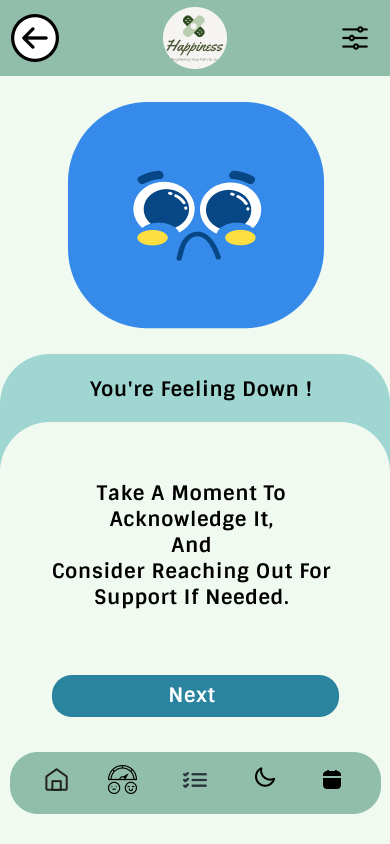 Happiness
You're Feeling Down !
Take A Moment To
Acknowledge It,
And
Consider Reaching Out For
Support If Needed.
Next